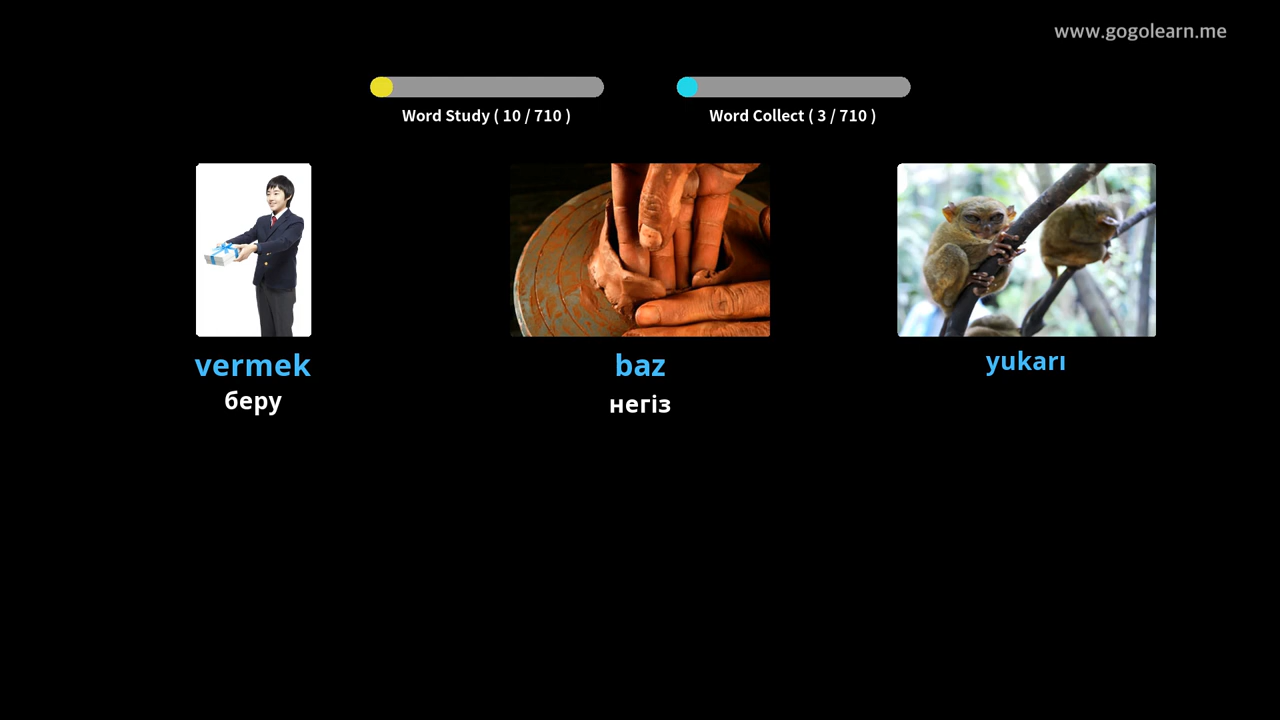 www.gogolearn.me
Word Study ( 10 / 710 )
Word Collect ( 3 / 710 )
vermek
беру
baz
негіз
yukarı